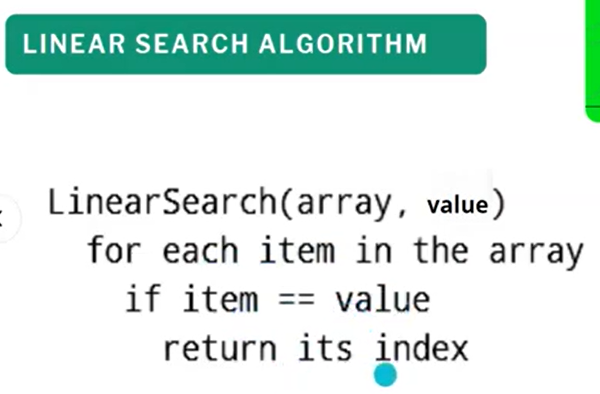 LINEAR SEARCH ALGORITHM
LinearSearch(array, value)
for each item in the array
if item == value
return its index